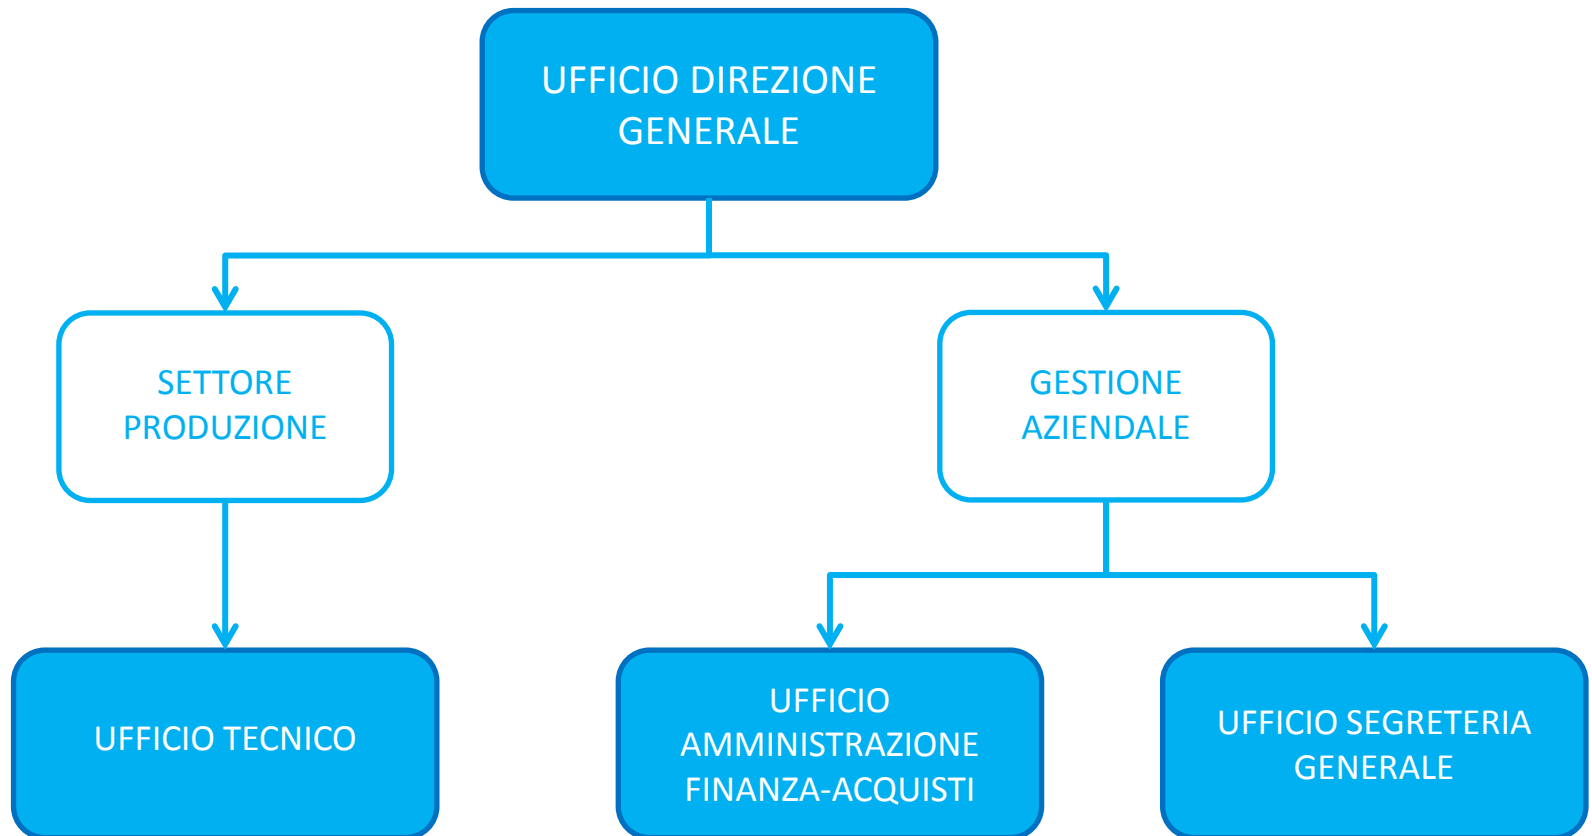 UFFICIO DIREZIONE
GENERALE
SETTORE
PRODUZIONE
GESTIONE
AZIENDALE
UFFICIO TECNICO
UFFICIO
AMMINISTRAZIONE
FINANZA-ACQUISTI
UFFICIO SEGRETERIA
GENERALE